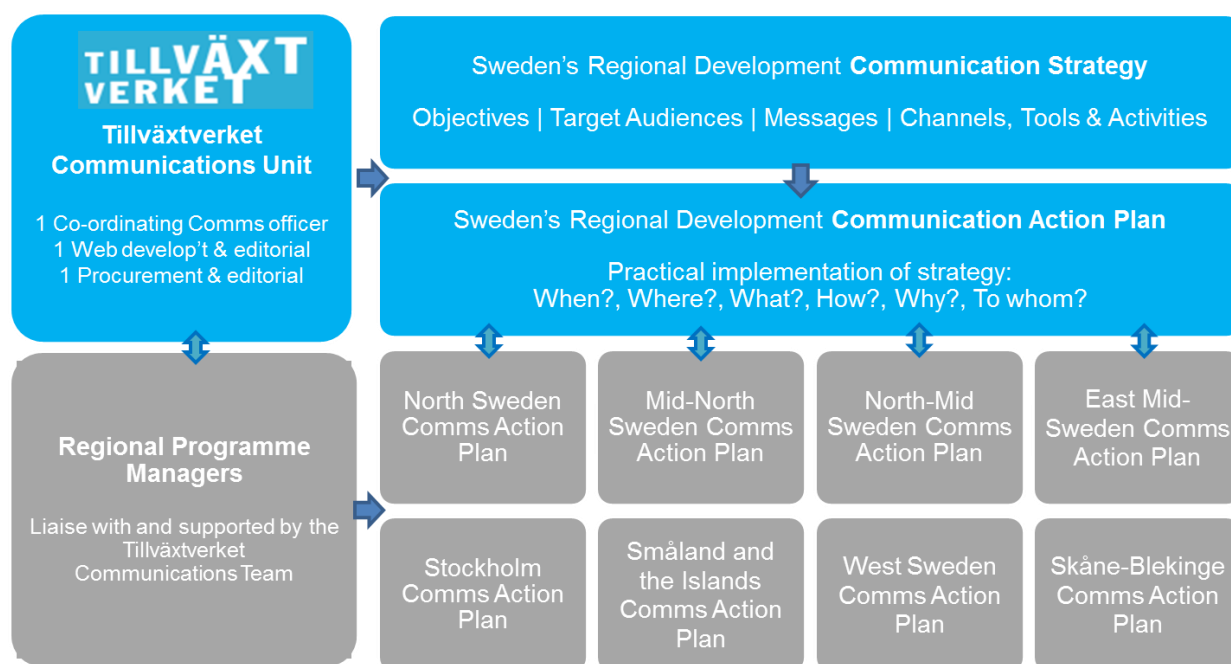 TILLVÄXT
VERKET
Tillväxtverket
Communications Unit
1 Co-ordinating Comms officer
1 Web develop't & editorial
1 Procurement & editorial
Sweden's Regional Development Communication Strategy
Objectives | Target Audiences | Messages | Channels, Tools & Activities
Sweden's Regional Development Communication Action Plan
Practical implementation of strategy:
When?, Where?, What?, How?, Why?, To whom?
Regional Programme
Managers
Liaise with and supported by the
Tillväxtverket
Communications Team
North Sweden
Comms Action
Plan
Mid-North
Sweden Comms
Action Plan
North-Mid
Sweden Comms
Action Plan
East Mid-
Sweden Comms
Action Plan
Stockholm
Comms Action
Plan
Småland and
the Islands
Comms Action
Plan
West Sweden
Comms Action
Plan
Skåne-Blekinge
Comms Action
Plan